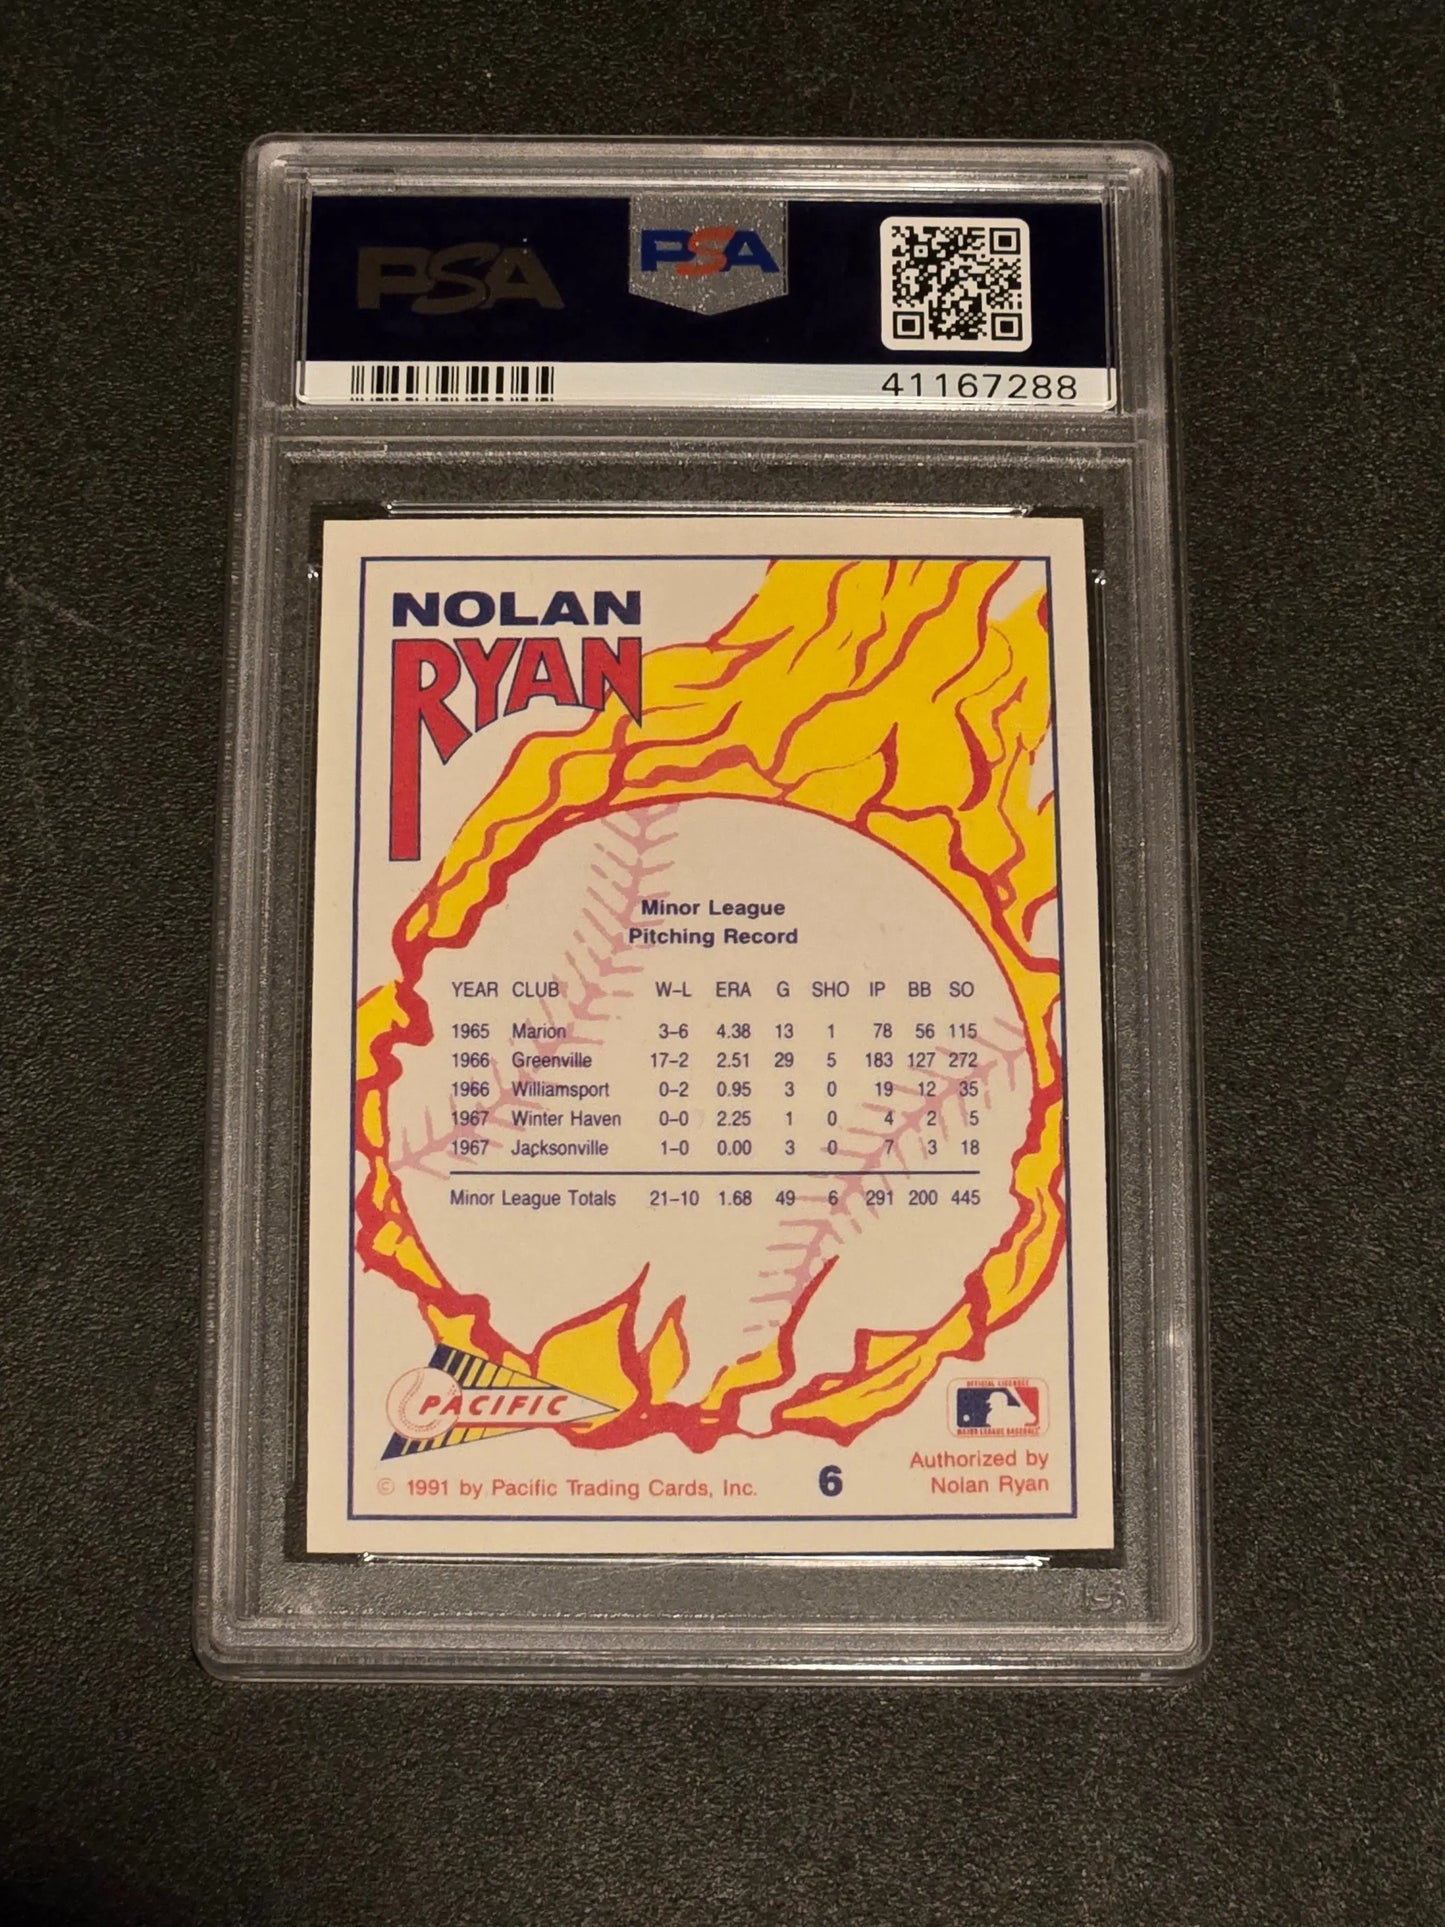 PSA
PSA
41167288
NOLAN
RYAN
Minor League
Pitching Record
YEAR CLUB W–L ERA G SHO IP BB SO
1965 Marion 3–6 4.38 13 1 78 56 115
1966 Greenville 17–2 2.51 29 5 183 127 272
1966 Williamsport 0–2 0.95 3 0 19 12 35
1967 Winter Haven 0–0 2.25 1 0 4 2 5
1967 Jacksonville 1–0 0.00 3 0 7 3 18
Minor League Totals 21–10 1.68 49 6 291 200 445
PACIFIC
OFFICIAL LICENSEE
MAJOR LEAGUE BASEBALL
© 1991 by Pacific Trading Cards, Inc.
6
Authorized by
Nolan Ryan